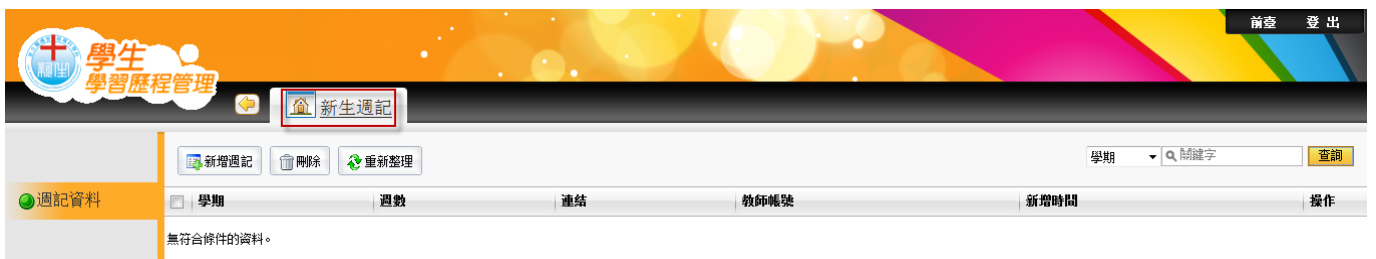 前臺 登出
學生
學習歷程管理
新生週記
新增週記 刪除 重新整理 學期 關鍵字 查詢
週記資料
學期 週數 連結 教師帳號 新增時間 操作
無符合條件的資料。